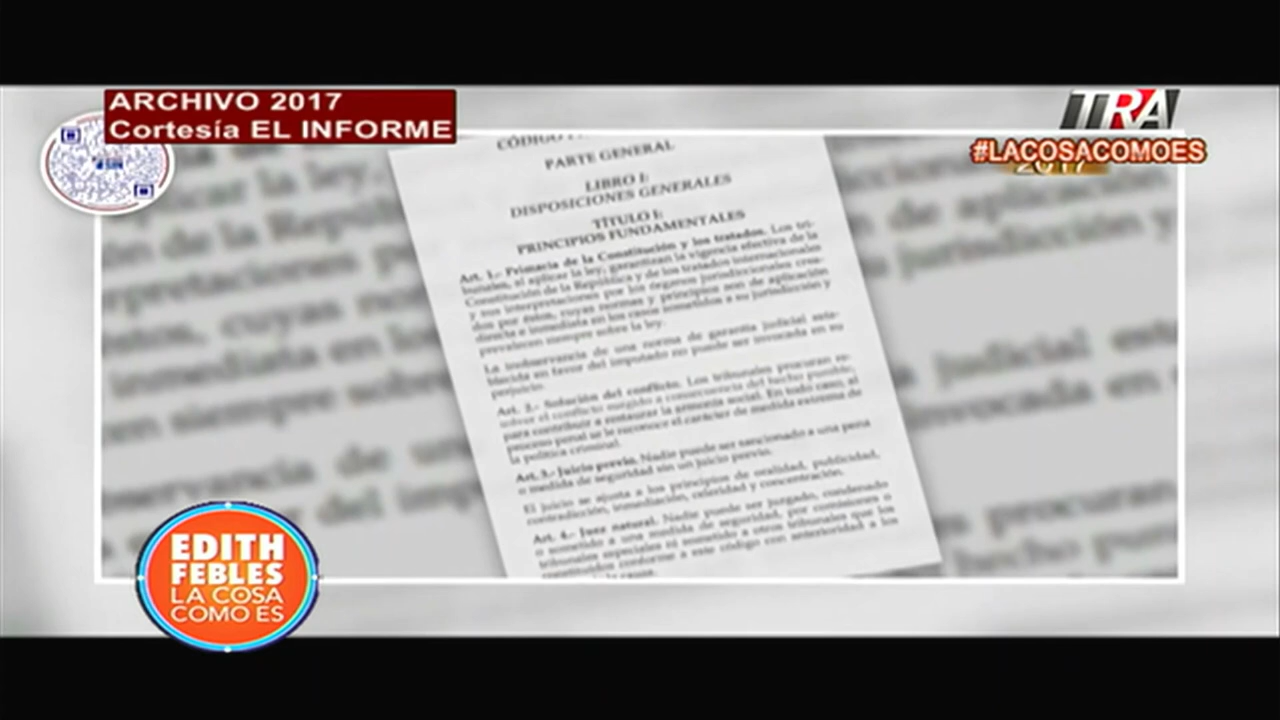 ARCHIVO 2017
Cortesía EL INFORME
TRA
#LACOSACOMOES
2017
CÓDIGO
PARTE GENERAL
LIBRO I:
DISPOSICIONES GENERALES
TÍTULO I:
PRINCIPIOS FUNDAMENTALES
Art. 1.- Primacía de la Constitución y los tratados. Los tri-
bunales, al aplicar la ley, garantizan la vigencia efectiva de la
Constitución de la República y de los tratados internacionales
y sus interpretaciones por los órganos jurisdiccionales crea-
dos por éstos, cuyas normas y principios son de aplicación
directa e inmediata en los casos sometidos a su jurisdicción y
prevalecen siempre sobre la ley.
La inobservancia de una norma de garantía judicial esta-
blecida en favor del imputado no puede ser invocada en su
perjuicio.
Art. 2.- Solución del conflicto. Los tribunales procuran re-
solver el conflicto surgido a consecuencia del hecho punible,
para contribuir a restaurar la armonía social. En todo caso, al
proceso penal se le reconoce el carácter de medida extrema de
la política criminal.
Art. 3.- Juicio previo. Nadie puede ser sancionado a una pena
o medida de seguridad sin un juicio previo.
El juicio se ajusta a los principios de oralidad, publicidad,
contradicción, inmediación, celeridad y concentración.
Art. 4.- Juez natural. Nadie puede ser juzgado, condenado
o sometido a una medida de seguridad, por comisiones o
tribunales especiales ni sometido a otros tribunales que los
constituidos conforme a este código con anterioridad a los
la causa.
EDITH
FEBLES
LA COSA
COMO ES